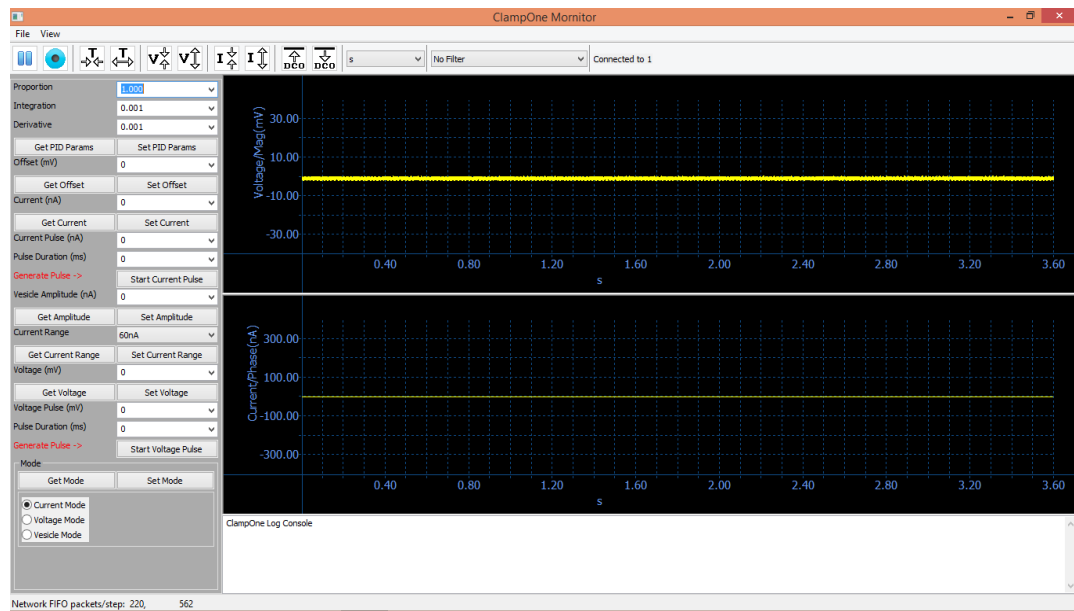 ClampOne Mornitor
File View
T T V V I I DCO DCO s No Filter Connected to 1
Proportion 1.000
Integration 0.001
Derivative 0.001
Get PID Params Set PID Params
Offset (mV) 0
Get Offset Set Offset
Current (nA) 0
Get Current Set Current
Current Pulse (nA) 0
Pulse Duration (ms) 0
Generate Pulse -> Start Current Pulse
Vesicle Amplitude (nA) 0
Get Amplitude Set Amplitude
Current Range 60nA
Get Current Range Set Current Range
Voltage (mV) 0
Get Voltage Set Voltage
Voltage Pulse (mV) 0
Pulse Duration (ms) 0
Generate Pulse -> Start Voltage Pulse
Mode
Get Mode Set Mode
Current Mode
Voltage Mode
Vesicle Mode
Voltage/Mag(mV)
30.00
10.00
-10.00
-30.00
0.40 0.80 1.20 1.60 2.00 2.40 2.80 3.20 3.60
s
Current/Phase(nA)
300.00
100.00
-100.00
-300.00
0.40 0.80 1.20 1.60 2.00 2.40 2.80 3.20 3.60
s
ClampOne Log Console
Network FIFO packets/step: 220, 562